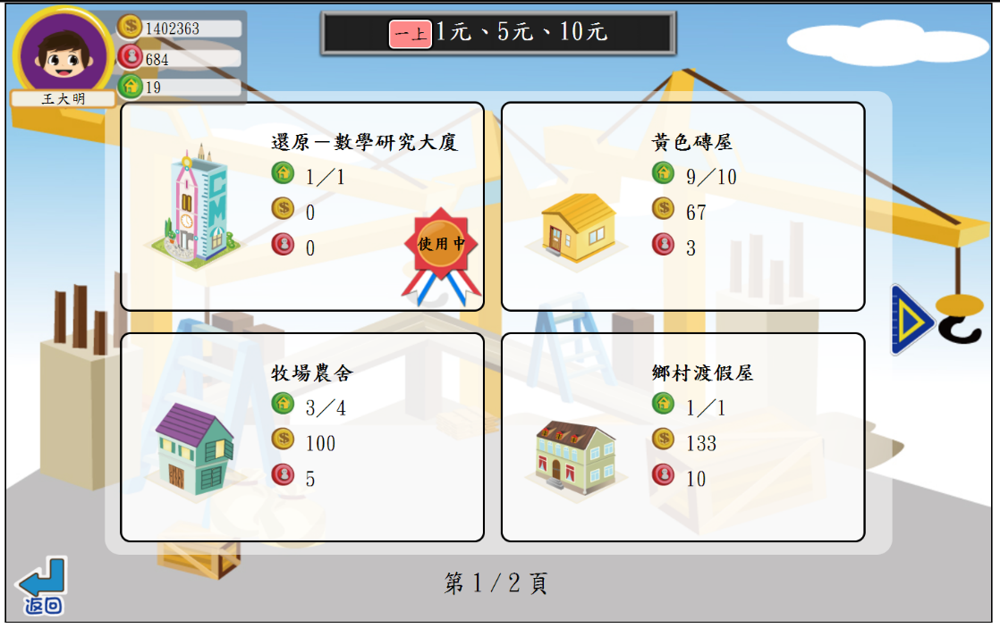 1402363
684
19
王大明
一上 1元、5元、10元
還原－數學研究大廈
1／1
0
0
使用中
黃色磚屋
9／10
67
3
牧場農舍
3／4
100
5
鄉村渡假屋
1／1
133
10
第1/2頁
返回